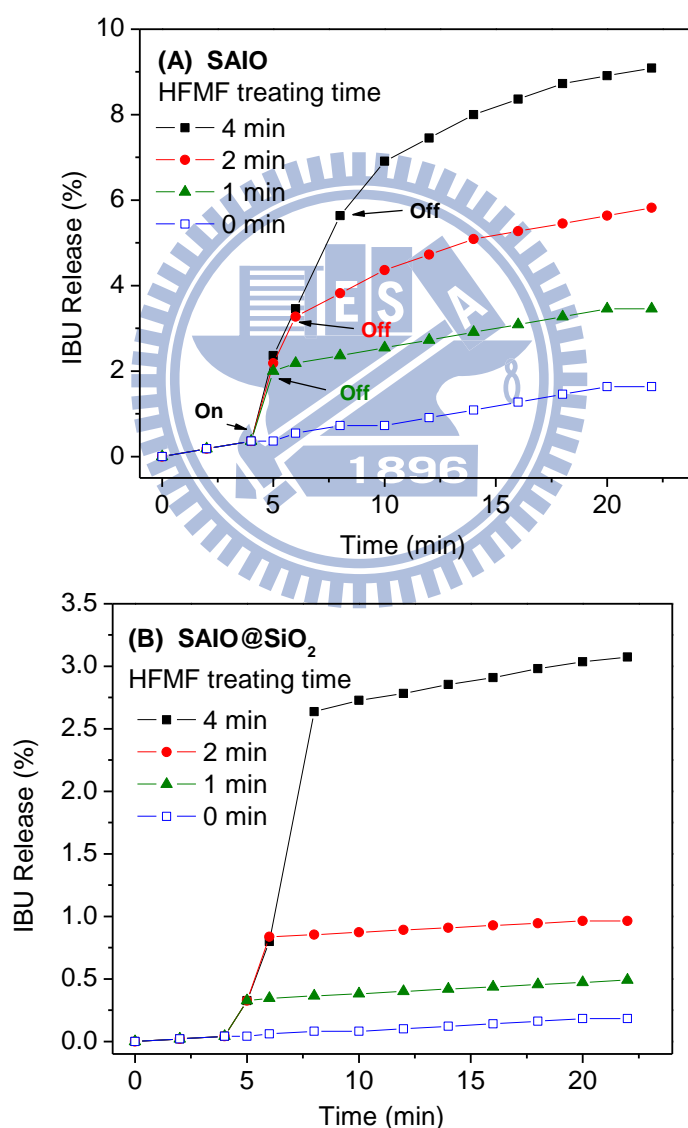 10
8
6
4
2
0
IBU Release (%)
(A) SAIO
HFMF treating time
4 min
2 min
1 min
0 min
On
Off
Off
Off
E S A
8
1896
0 5 10 15 20
Time (min)
3.5
3.0
2.5
2.0
1.5
1.0
0.5
0.0
IBU Release (%)
(B) SAIO@SiO₂
HFMF treating time
4 min
2 min
1 min
0 min
0 5 10 15 20
Time (min)